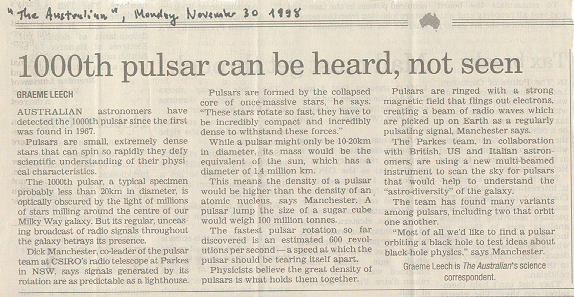 "The Australian", Monday November 30 1998
1000th pulsar can be heard, not seen
GRAEME LEECH
AUSTRALIAN astronomers have
detected the 1000th pulsar since the first
was found in 1967.
Pulsars are small, extremely dense
stars that can spin so rapidly they defy
scientific understanding of their physi-
cal characteristics.
The 1000th pulsar, a typical specimen
probably less than 20km in diameter, is
optically obscured by the light of millions
of stars milling around the centre of our
Milky Way galaxy. But its regular, unceas-
ing broadcast of radio signals throughout
the galaxy betrays its presence.
Dick Manchester, co-leader of the pulsar
team at CSIRO's radio telescope at Parkes
in NSW, says signals generated by its
rotation are as predictable as a lighthouse.
Pulsars are formed by the collapsed
core of once-massive stars, he says.
"These stars rotate so fast, they have to
be incredibly compact and incredibly
dense to withstand these forces."
While a pulsar might only be 10-20km
in diameter, its mass would be the
equivalent of the sun, which has a
diameter of 1.4 million km.
This means the density of a pulsar
would be higher than the density of an
atomic nucleus, says Manchester. A
pulsar lump the size of a sugar cube
would weigh 100 million tonnes.
The fastest pulsar rotation so far
discovered is an estimated 600 revol-
utions per second — a speed at which the
pulsar should be tearing itself apart.
Physicists believe the great density of
pulsars is what holds them together.
Pulsars are ringed with a strong
magnetic field that flings out electrons,
creating a beam of radio waves which
are picked up on Earth as a regularly
pulsating signal, Manchester says.
The Parkes team, in collaboration
with British, US and Italian astron-
omers, are using a new multi-beamed
instrument to scan the sky for pulsars
that would help to understand the
"astro-diversity" of the galaxy.
The team has found many variants
among pulsars, including two that orbit
one another.
"Most of all we'd like to find a pulsar
orbiting a black hole to test ideas about
black-hole physics," says Manchester.
Graeme Leech is The Australian's science
correspondent.